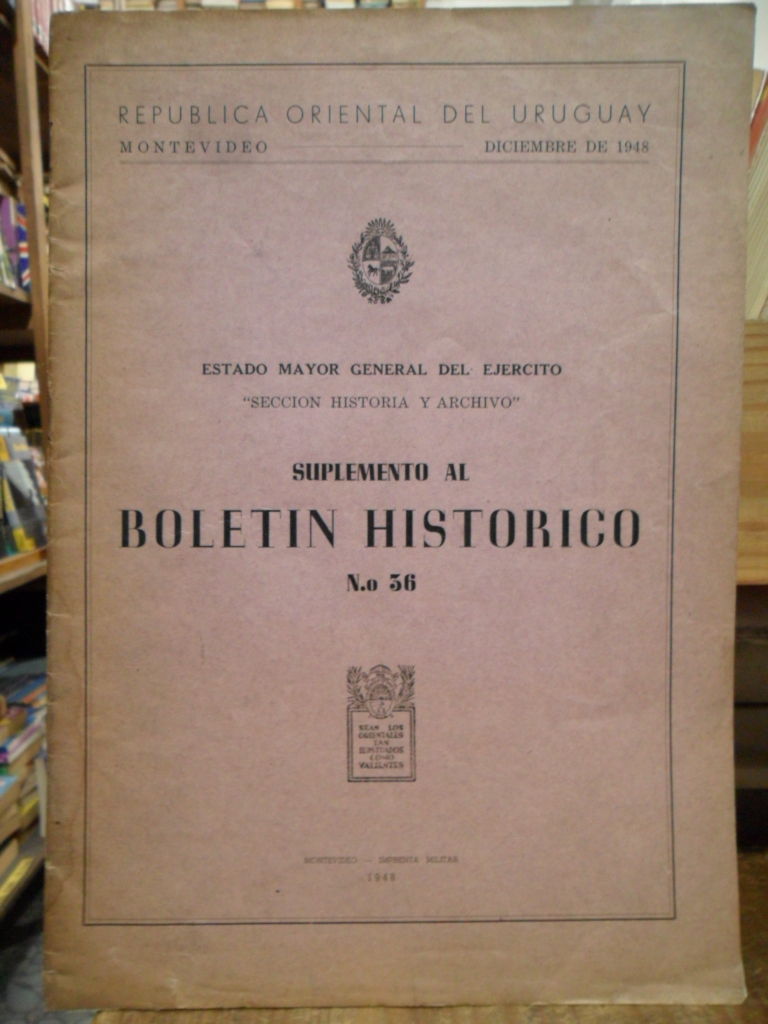 REPUBLICA ORIENTAL DEL URUGUAY
MONTEVIDEO DICIEMBRE DE 1948
ESTADO MAYOR GENERAL DEL EJERCITO
"SECCION HISTORIA Y ARCHIVO"
SUPLEMENTO AL
BOLETIN HISTORICO
N.o 36
SEAN LOS
ORIENTALES
TAN
ILUSTRADOS
COMO
VALIENTES
MONTEVIDEO — IMPRENTA MILITAR
1948